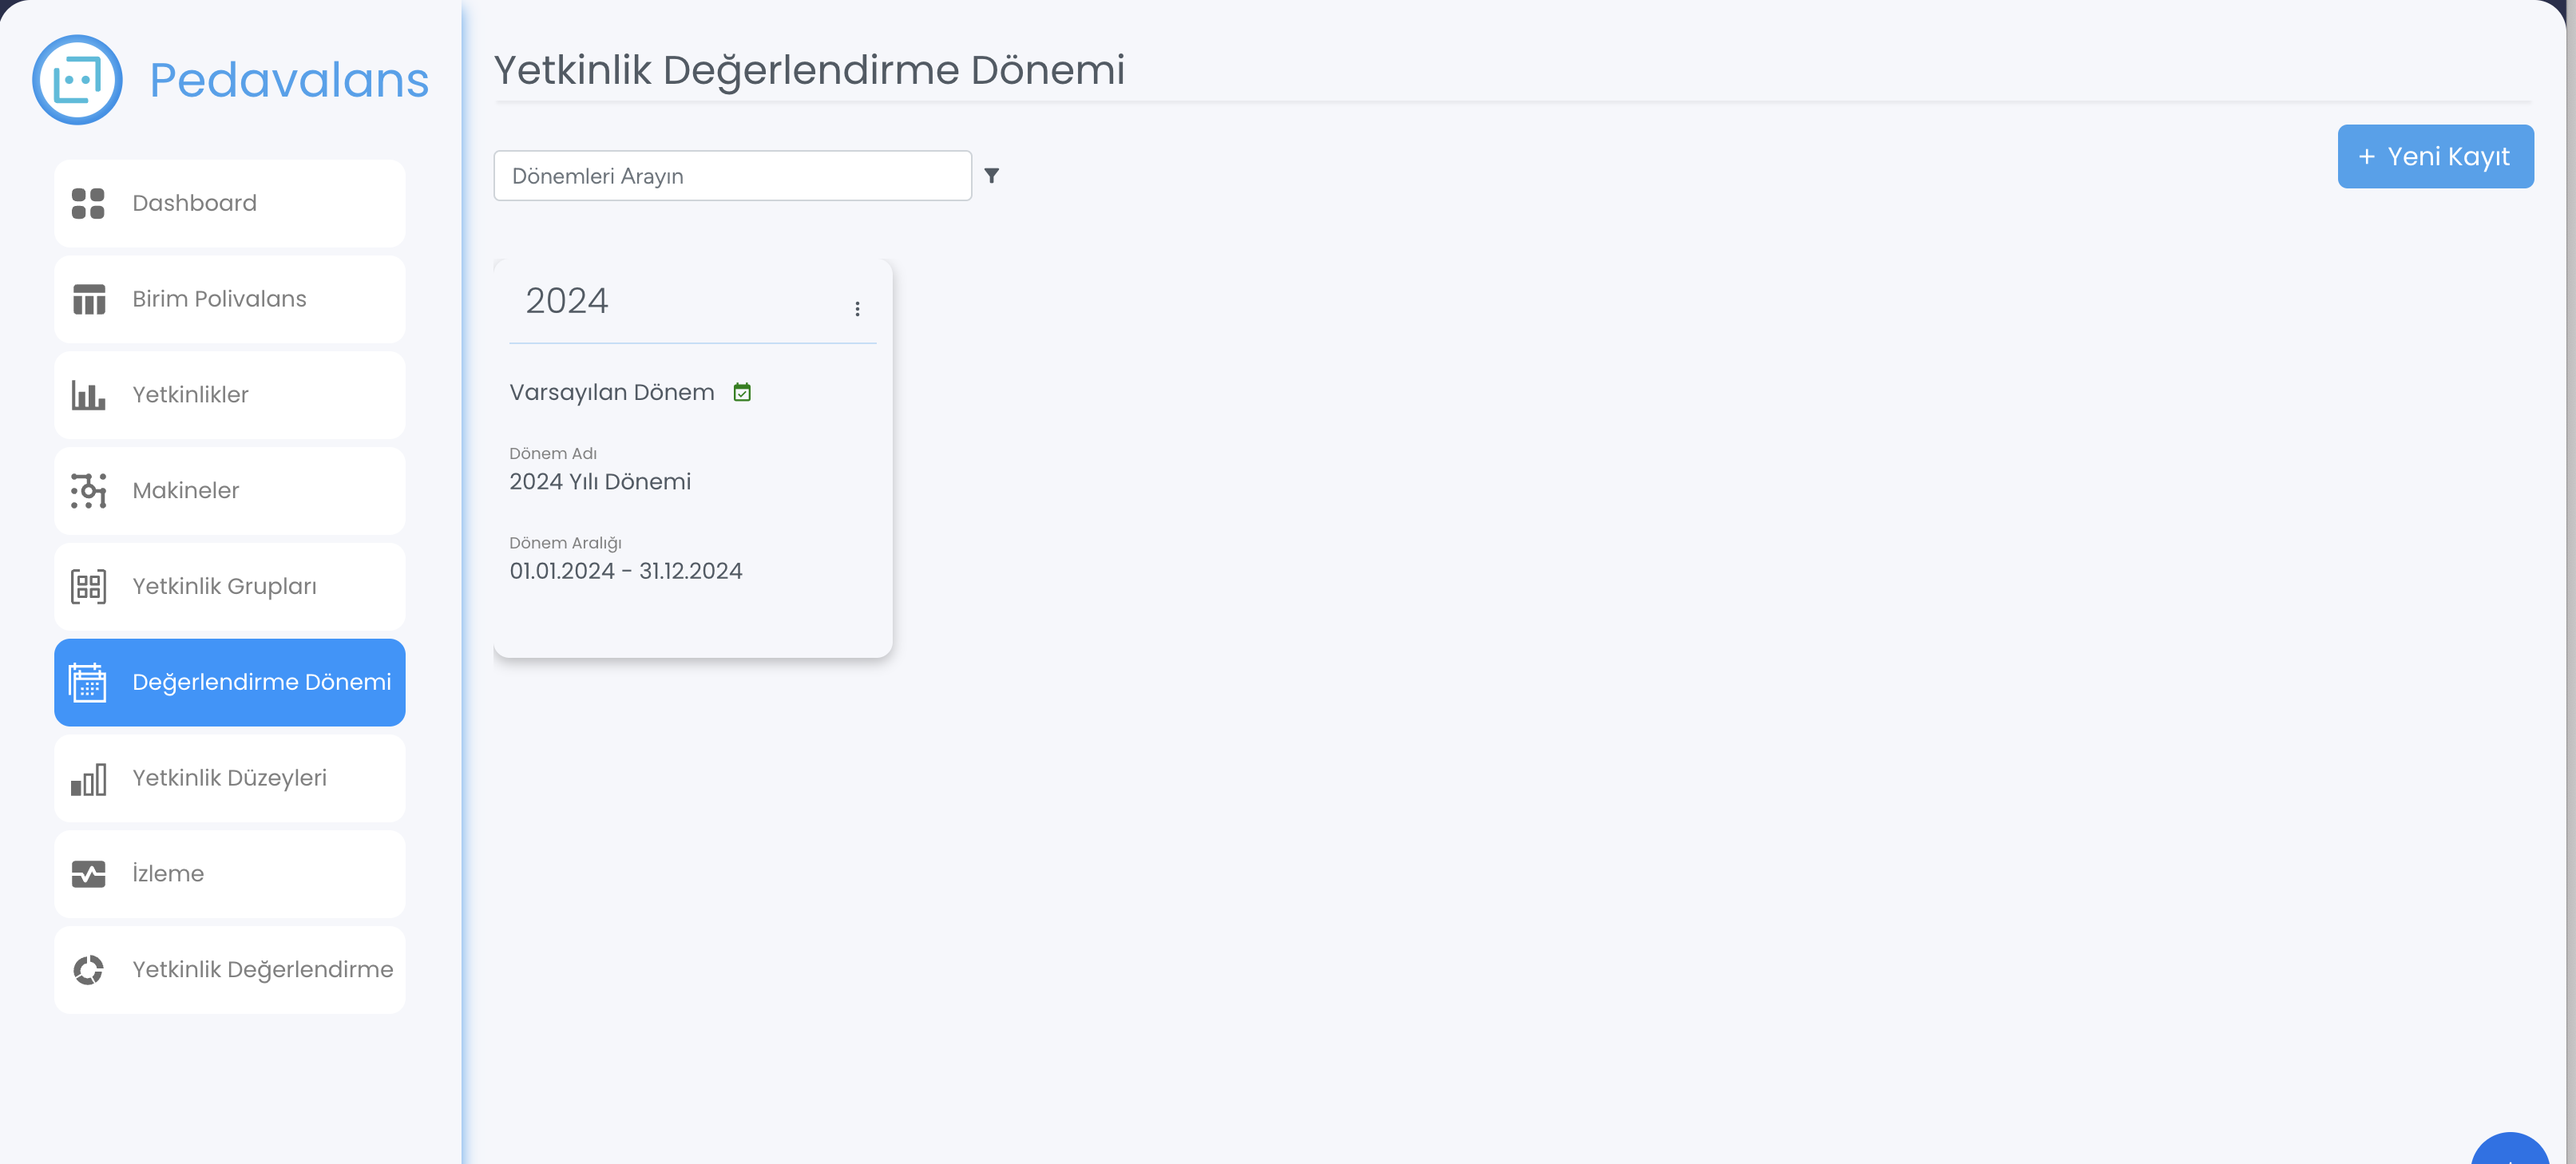 Pedavalans
Dashboard
Birim Polivalans
Yetkinlikler
Makineler
Yetkinlik Grupları
Değerlendirme Dönemi
Yetkinlik Düzeyleri
İzleme
Yetkinlik Değerlendirme
Yetkinlik Değerlendirme Dönemi
Dönemleri Arayın
+ Yeni Kayıt
2024
Varsayılan Dönem
Dönem Adı
2024 Yılı Dönemi
Dönem Aralığı
01.01.2024 - 31.12.2024